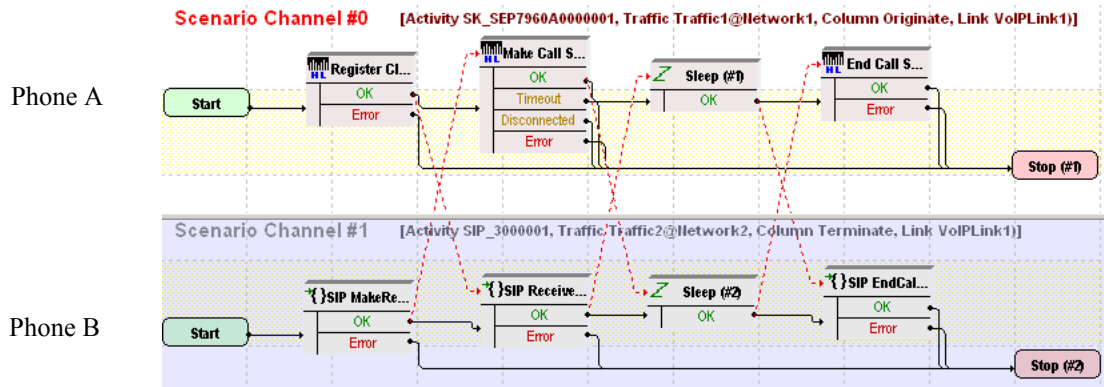 Scenario Channel #0 [Activity SK_SEP7960A0000001, Traffic Traffic1@Network1, Column Originate, Link VoIPLink1)]
Phone A
Start
HL Register Cl...
OK
Error
HL Make Call S...
OK
Timeout
Disconnected
Error
Sleep (#1)
OK
HL End Call S...
OK
Error
Stop (#1)
Scenario Channel #1 [Activity SIP_3000001, Traffic Traffic2@Network2, Column Terminate, Link VoIPLink1)]
Phone B
Start
{}SIP MakeRe...
OK
Error
{}SIP Receive...
OK
Error
Sleep (#2)
OK
{}SIP EndCal...
OK
Error
Stop (#2)